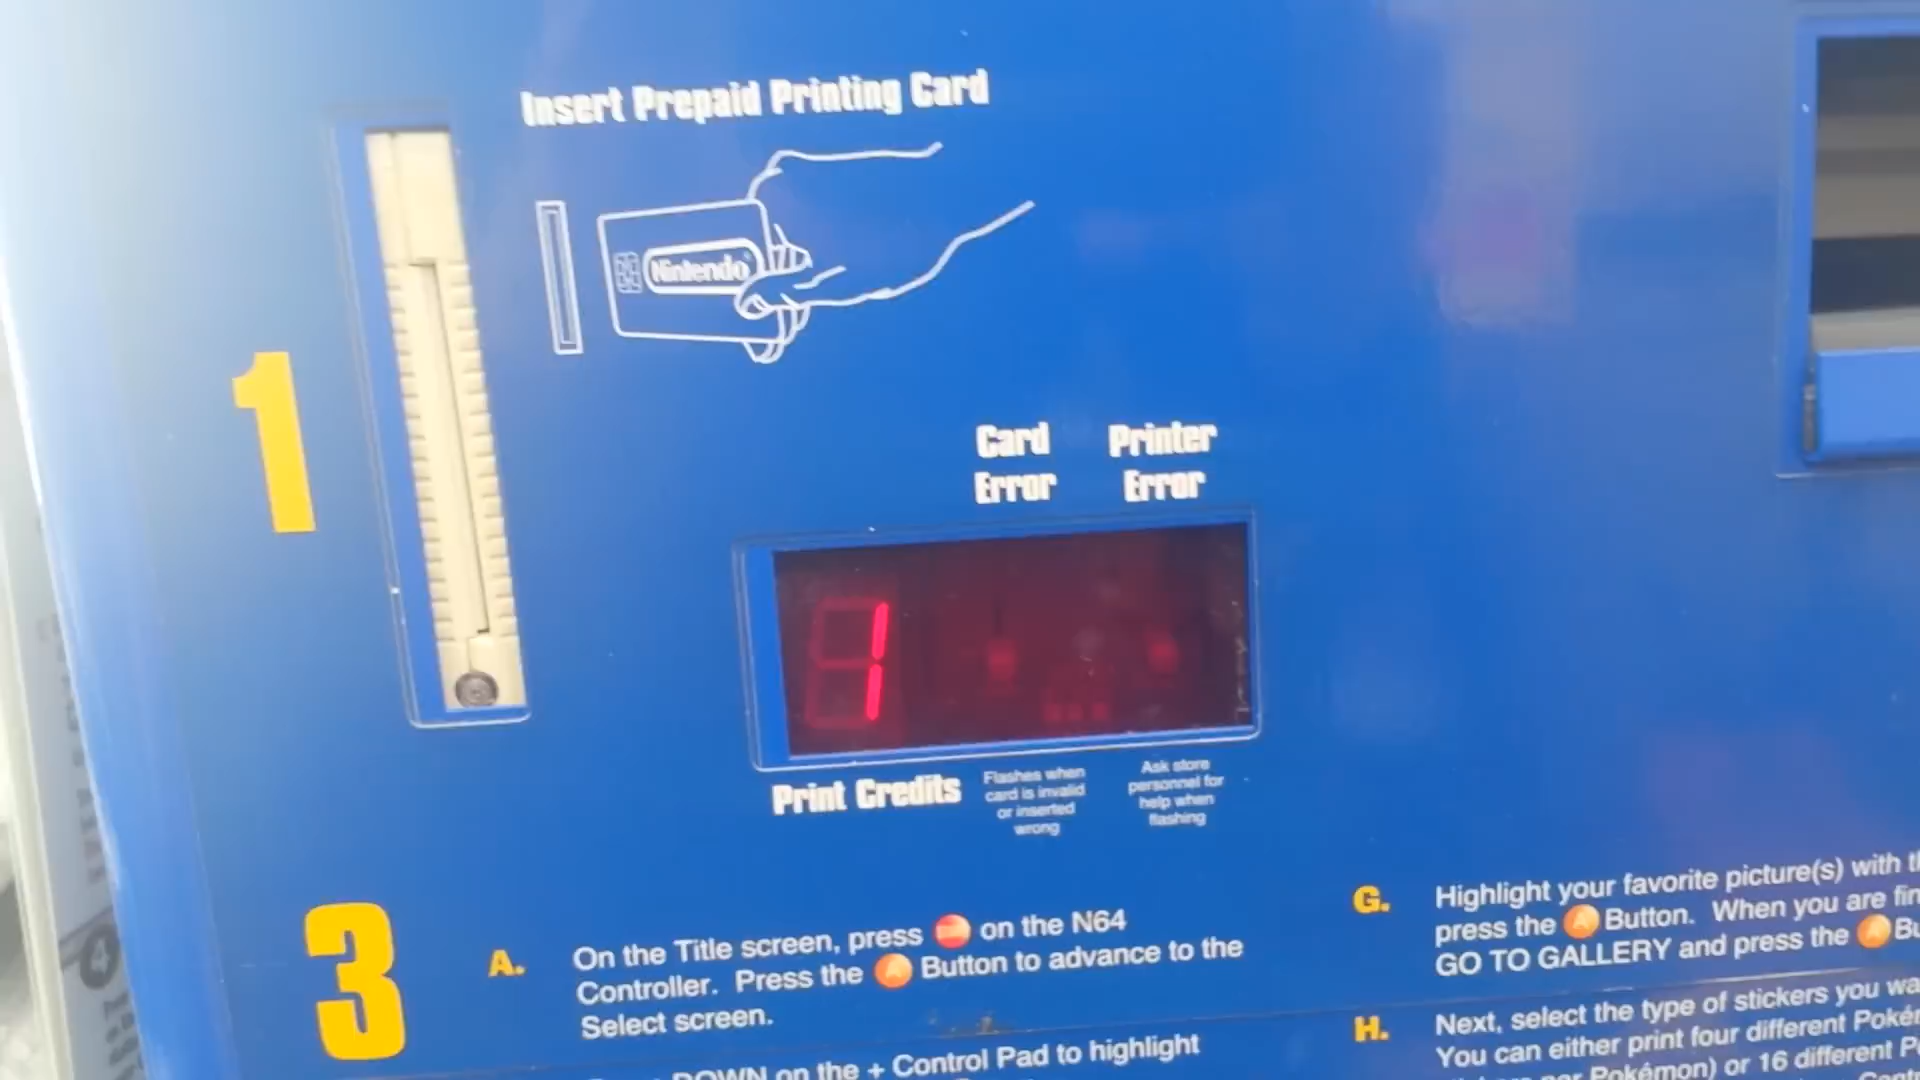 Insert Prepaid Printing Card
Nintendo
1
Card
Error
Printer
Error
1
Print Credits
Flashes when
card is invalid
or inserted
wrong
Ask store
personnel for
help when
flashing
3
A. On the Title screen, press on the N64
Controller. Press the A Button to advance to the
Select screen.
DOWN on the + Control Pad to highlight
G. Highlight your favorite picture(s) with
press the A Button. When you are
GO TO GALLERY and press the A
H. Next, select the type of stickers you
You can either print four different
per Pokémon) or 16 different
4